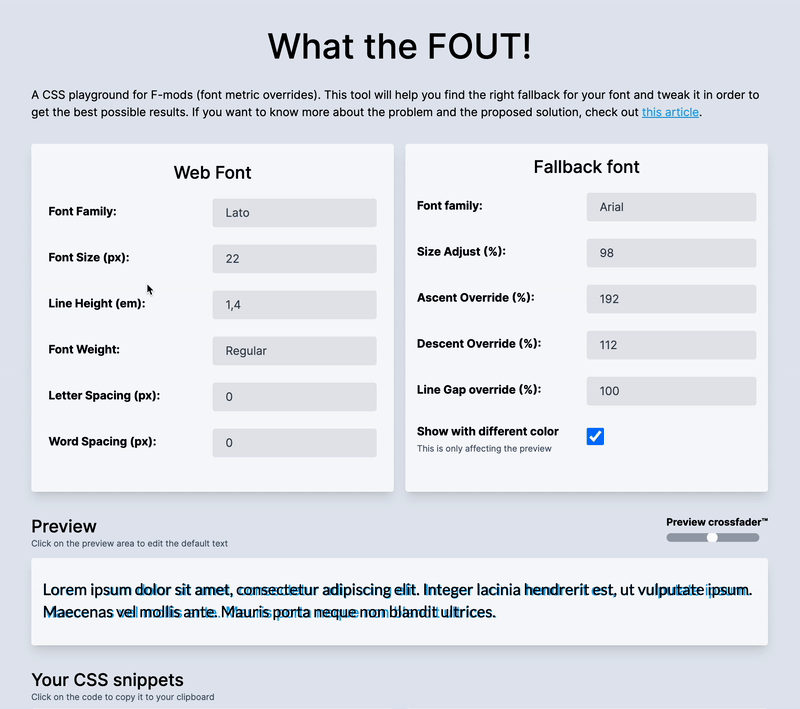 What the FOUT!
A CSS playground for F-mods (font metric overrides). This tool will help you find the right fallback for your font and tweak it in order to
get the best possible results. If you want to know more about the problem and the proposed solution, check out this article.
Web Font
Font Family:
Lato
Font Size (px):
22
Line Height (em):
1,4
Font Weight:
Regular
Letter Spacing (px):
0
Word Spacing (px):
0
Fallback font
Font family:
Arial
Size Adjust (%):
98
Ascent Override (%):
192
Descent Override (%):
112
Line Gap override (%):
100
Show with different color
This is only affecting the preview
Preview
Click on the preview area to edit the default text
Preview crossfader™
Lorem ipsum dolor sit amet, consectetur adipiscing elit. Integer lacinia hendrerit est, ut vulputate ipsum.
Maecenas vel mollis ante. Mauris porta neque non blandit ultrices.
Your CSS snippets
Click on the code to copy it to your clipboard